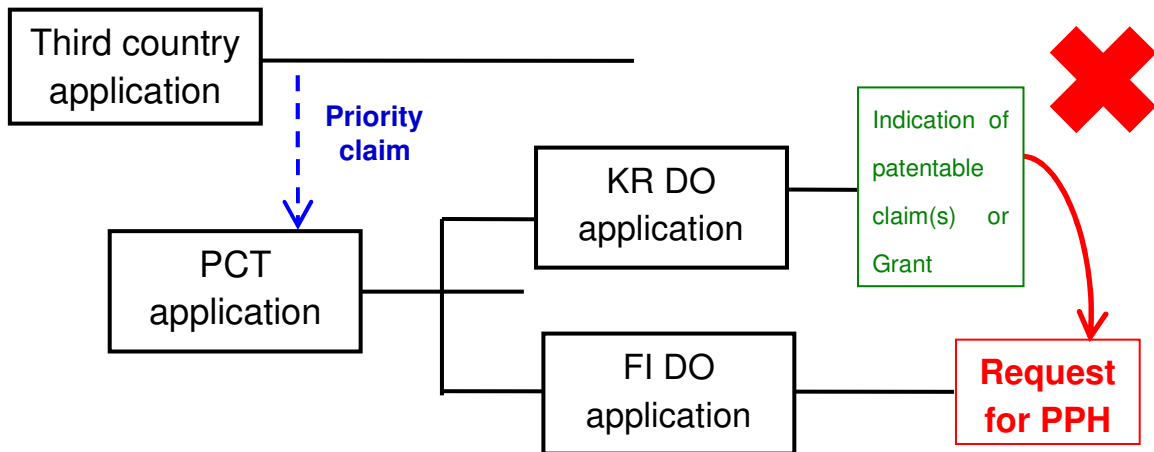 Third country
application
Priority
claim
PCT
application
KR DO
application
Indication of
patentable
claim(s) or
Grant
FI DO
application
Request
for PPH